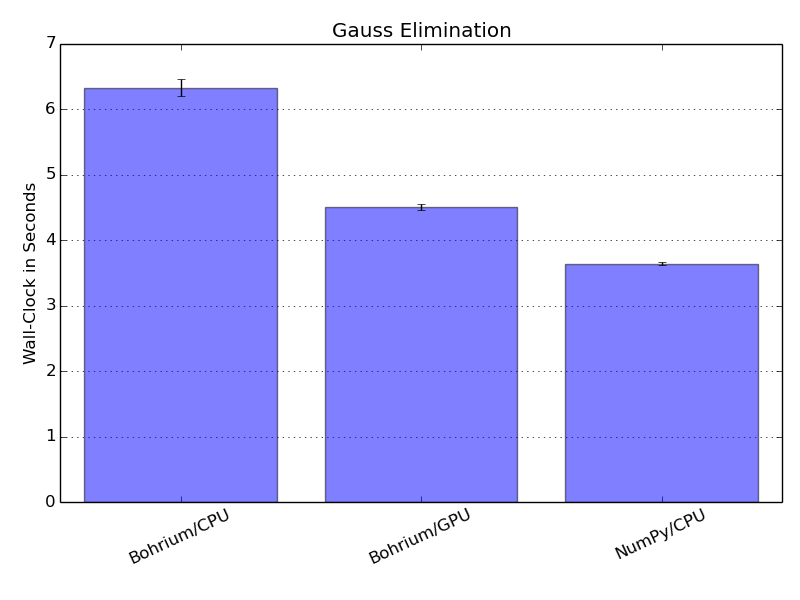 Gauss Elimination
7
6
5
4
3
2
1
0
Wall-Clock in Seconds
Bohrium/CPU
Bohrium/GPU
NumPy/CPU